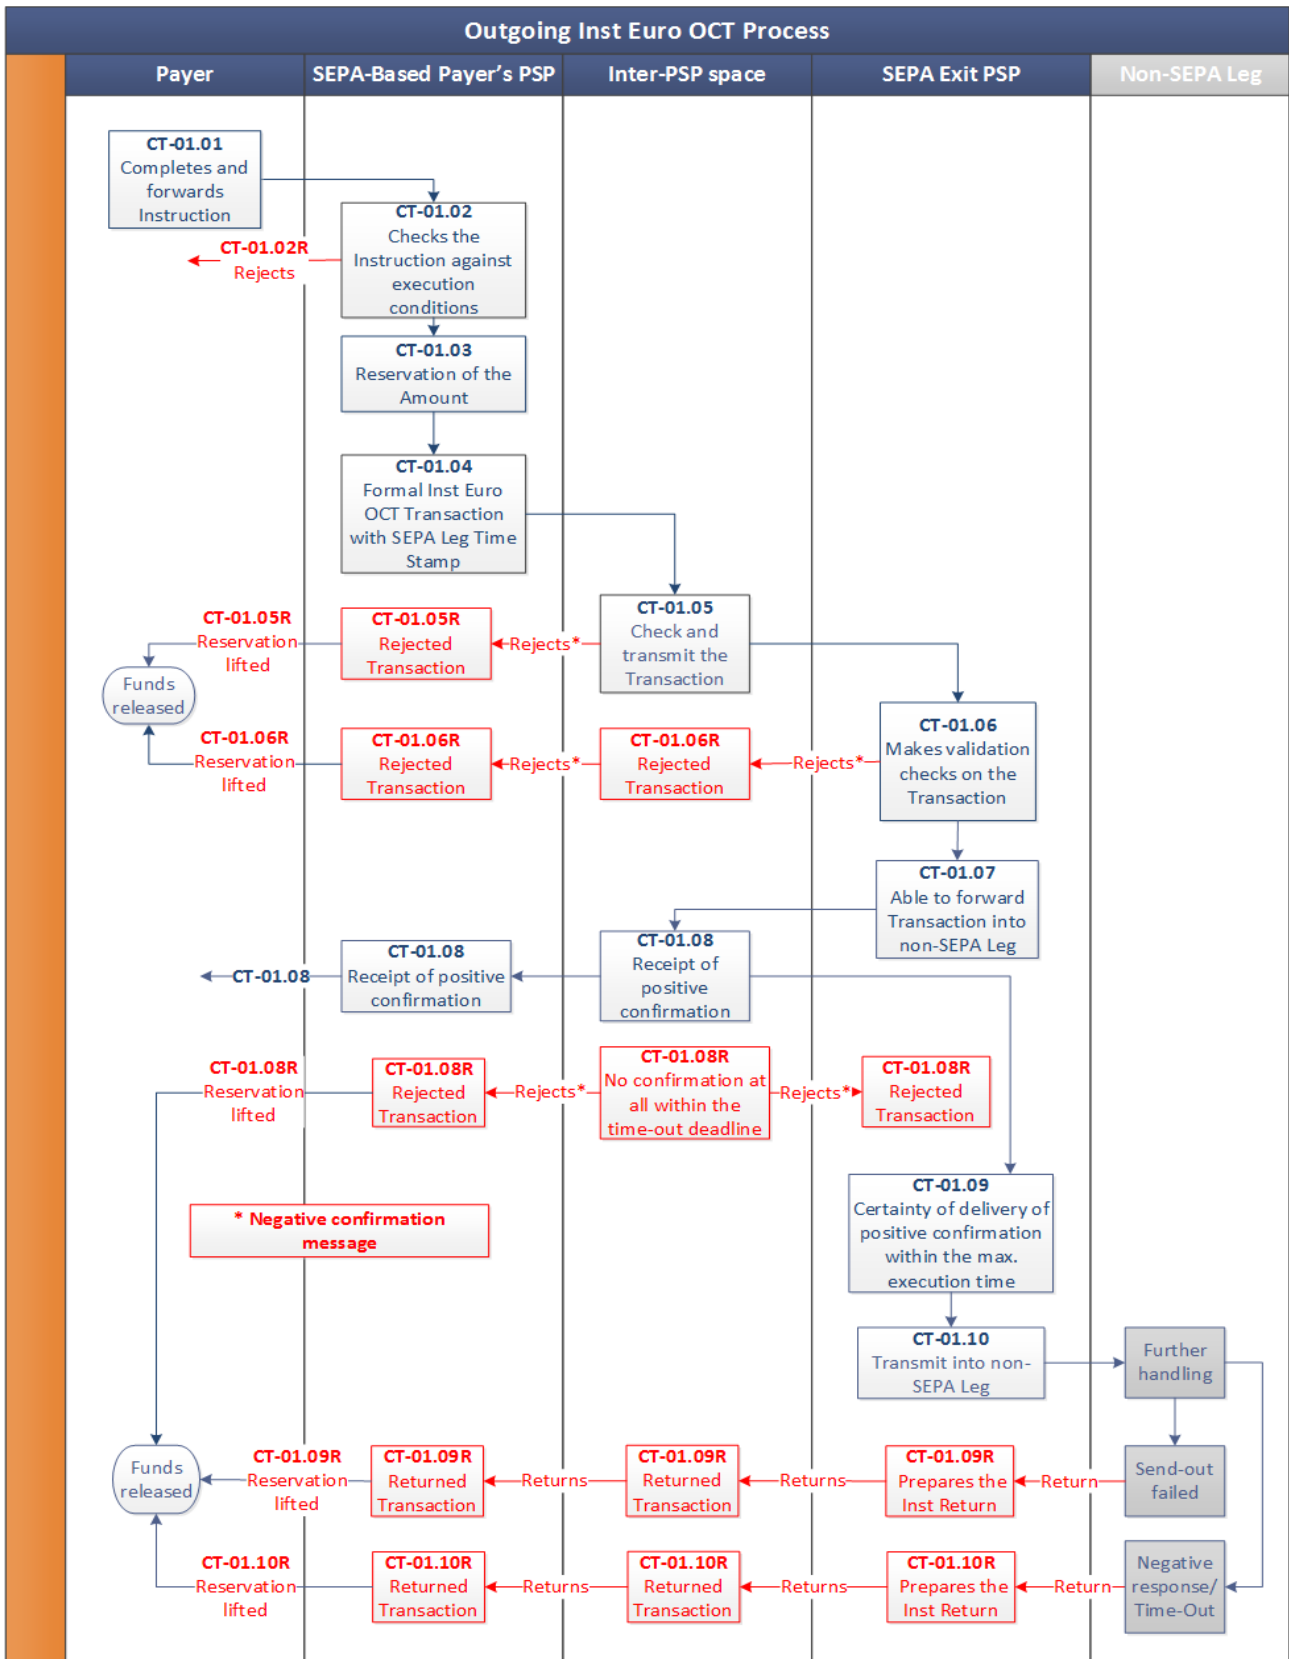 Outgoing Inst Euro OCT Process
Payer
SEPA-Based Payer's PSP
Inter-PSP space
SEPA Exit PSP
Non-SEPA Leg
CT-01.01
Completes and
forwards
Instruction
CT-01.02
Checks the
Instruction against
execution
conditions
CT-01.02R
Rejects
CT-01.03
Reservation of the
Amount
CT-01.04
Formal Inst Euro
OCT Transaction
with SEPA Leg Time
Stamp
CT-01.05R
Reservation
lifted
CT-01.05R
Rejected
Transaction
Rejects*
CT-01.05
Check and
transmit the
Transaction
Funds
released
CT-01.06R
Reservation
lifted
CT-01.06R
Rejected
Transaction
Rejects*
CT-01.06R
Rejected
Transaction
Rejects*
CT-01.06
Makes validation
checks on the
Transaction
CT-01.07
Able to forward
Transaction into
non-SEPA Leg
CT-01.08
CT-01.08
Receipt of positive
confirmation
CT-01.08
Receipt of
positive
confirmation
CT-01.08R
Reservation
lifted
CT-01.08R
Rejected
Transaction
Rejects*
CT-01.08R
No confirmation at
all within the
time-out deadline
Rejects*
CT-01.08R
Rejected
Transaction
* Negative confirmation
message
CT-01.09
Certainty of delivery of
positive confirmation
within the max.
execution time
CT-01.10
Transmit into non-
SEPA Leg
Further
handling
Funds
released
CT-01.09R
Reservation
lifted
CT-01.09R
Returned
Transaction
Returns
CT-01.09R
Returned
Transaction
Returns
CT-01.09R
Prepares the
Inst Return
Return
Send-out
failed
CT-01.10R
Reservation
lifted
CT-01.10R
Returned
Transaction
Returns
CT-01.10R
Returned
Transaction
Returns
CT-01.10R
Prepares the
Inst Return
Return
Negative
response/
Time-Out